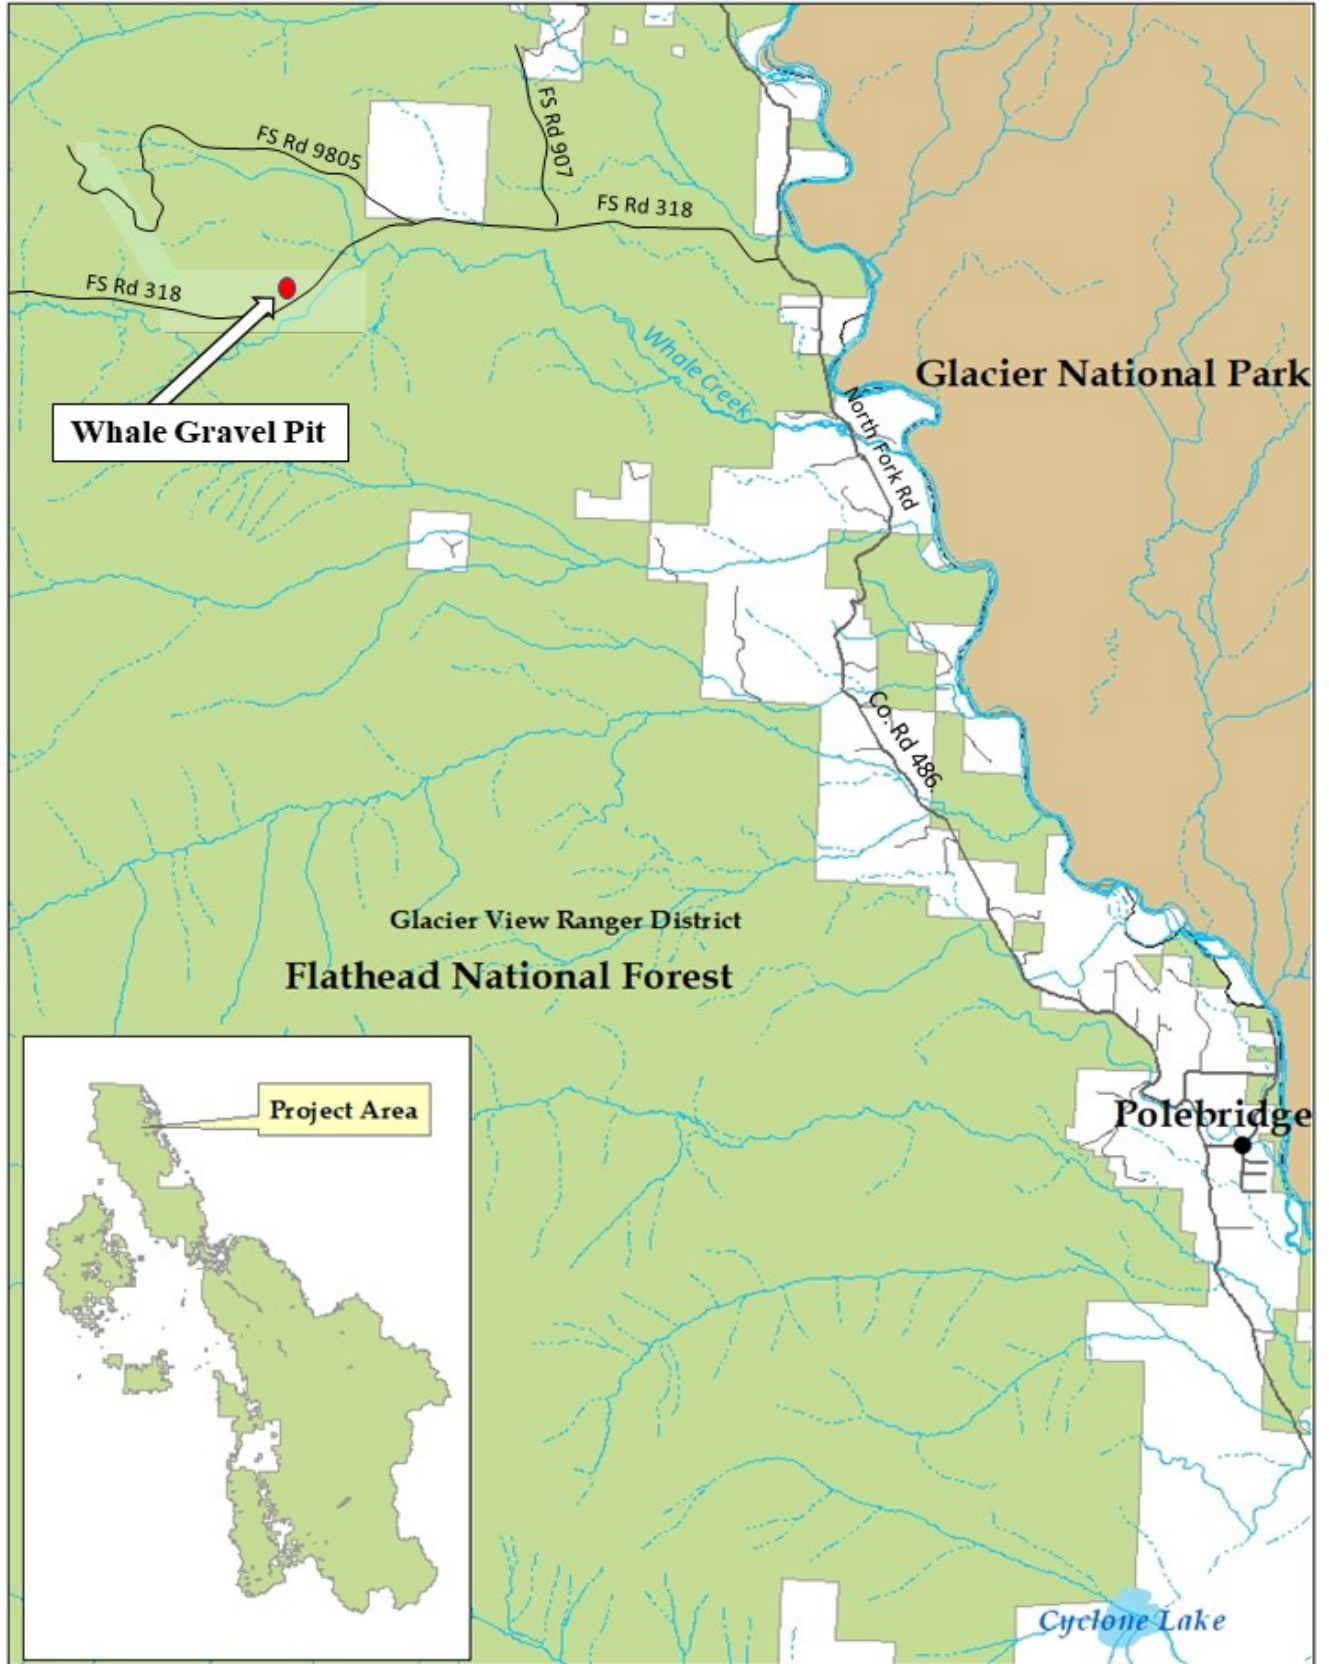 FS Rd 907
FS Rd 9805
FS Rd 318
FS Rd 318
Whale Creek
Glacier National Park
North Fork Rd
Whale Gravel Pit
Co. Rd 486
Glacier View Ranger District
Flathead National Forest
Project Area
Polebridge
Cyclone Lake